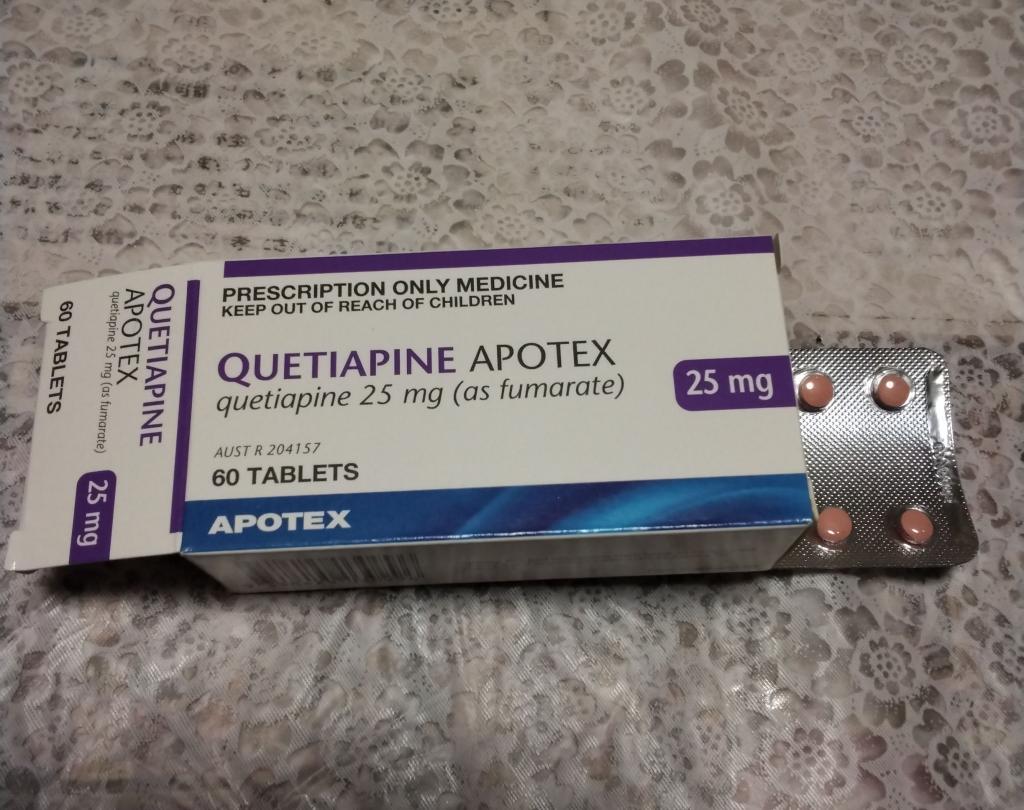 PRESCRIPTION ONLY MEDICINE
KEEP OUT OF REACH OF CHILDREN
QUETIAPINE APOTEX
quetiapine 25 mg (as fumarate)
25 mg
AUST R 204157
60 TABLETS
APOTEX
QUETIAPINE
APOTEX
quetiapine 25 mg (as fumarate)
60 TABLETS
25 mg